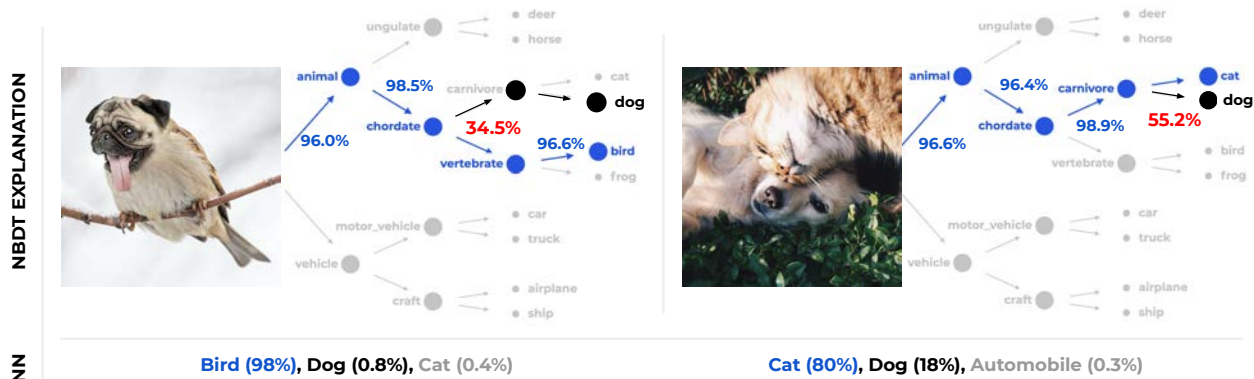 NBDT EXPLANATION
ungulate
deer
horse
animal
98.5%
carnivore
cat
dog
chordate
34.5%
96.0%
96.6%
bird
vertebrate
frog
motor_vehicle
car
truck
vehicle
airplane
craft
ship
ungulate
deer
horse
animal
96.4%
carnivore
cat
dog
chordate
98.9%
55.2%
96.6%
bird
vertebrate
frog
motor_vehicle
car
truck
vehicle
airplane
craft
ship
NN
Bird (98%), Dog (0.8%), Cat (0.4%)
Cat (80%), Dog (18%), Automobile (0.3%)